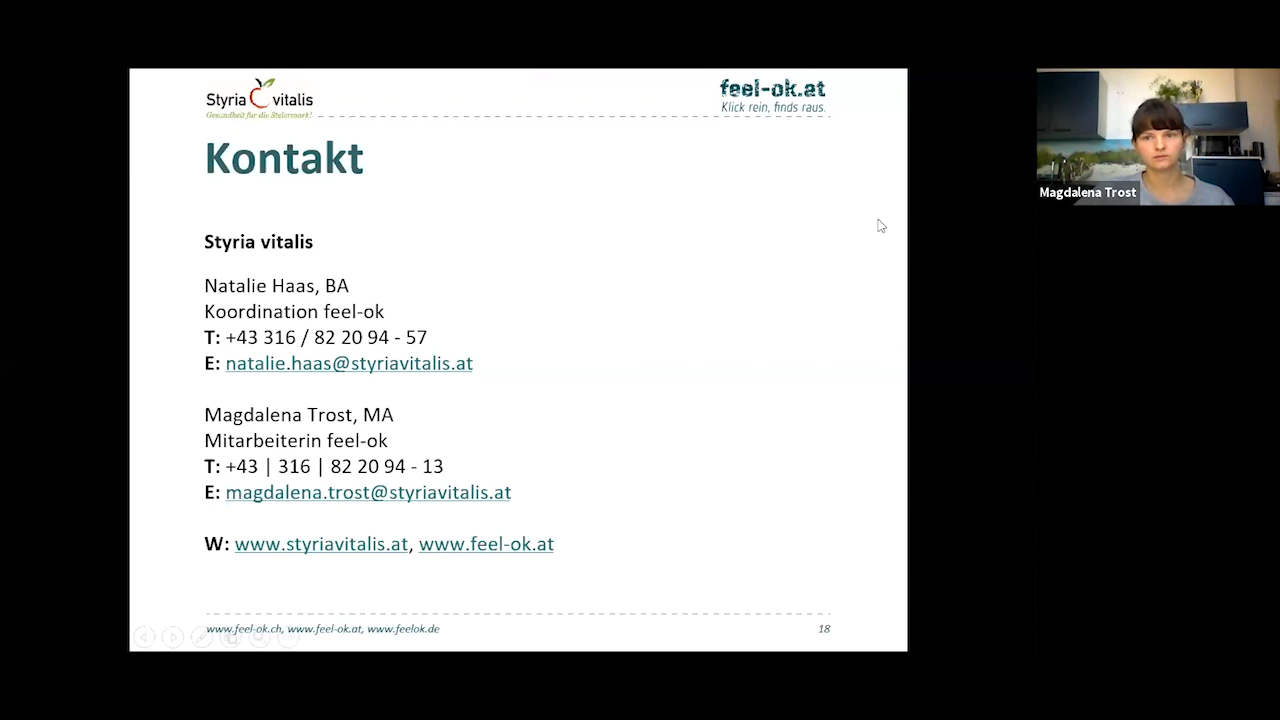 Styria vitalis
Gesundheit für die Steiermark!
feel-ok.at
Klick rein, finds raus.
Kontakt
Styria vitalis
Natalie Haas, BA
Koordination feel-ok
T: +43 316 / 82 20 94 - 57
E: natalie.haas@styriavitalis.at
Magdalena Trost, MA
Mitarbeiterin feel-ok
T: +43 | 316 | 82 20 94 - 13
E: magdalena.trost@styriavitalis.at
W: www.styriavitalis.at, www.feel-ok.at
www.feel-ok.ch, www.feel-ok.at, www.feelok.de
18
Magdalena Trost